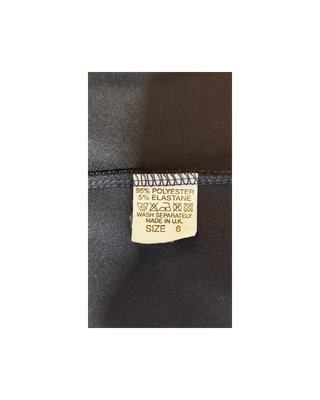 95% POLYESTER
5% ELASTANE
WASH SEPARATELY
MADE IN U.K.
SIZE 6